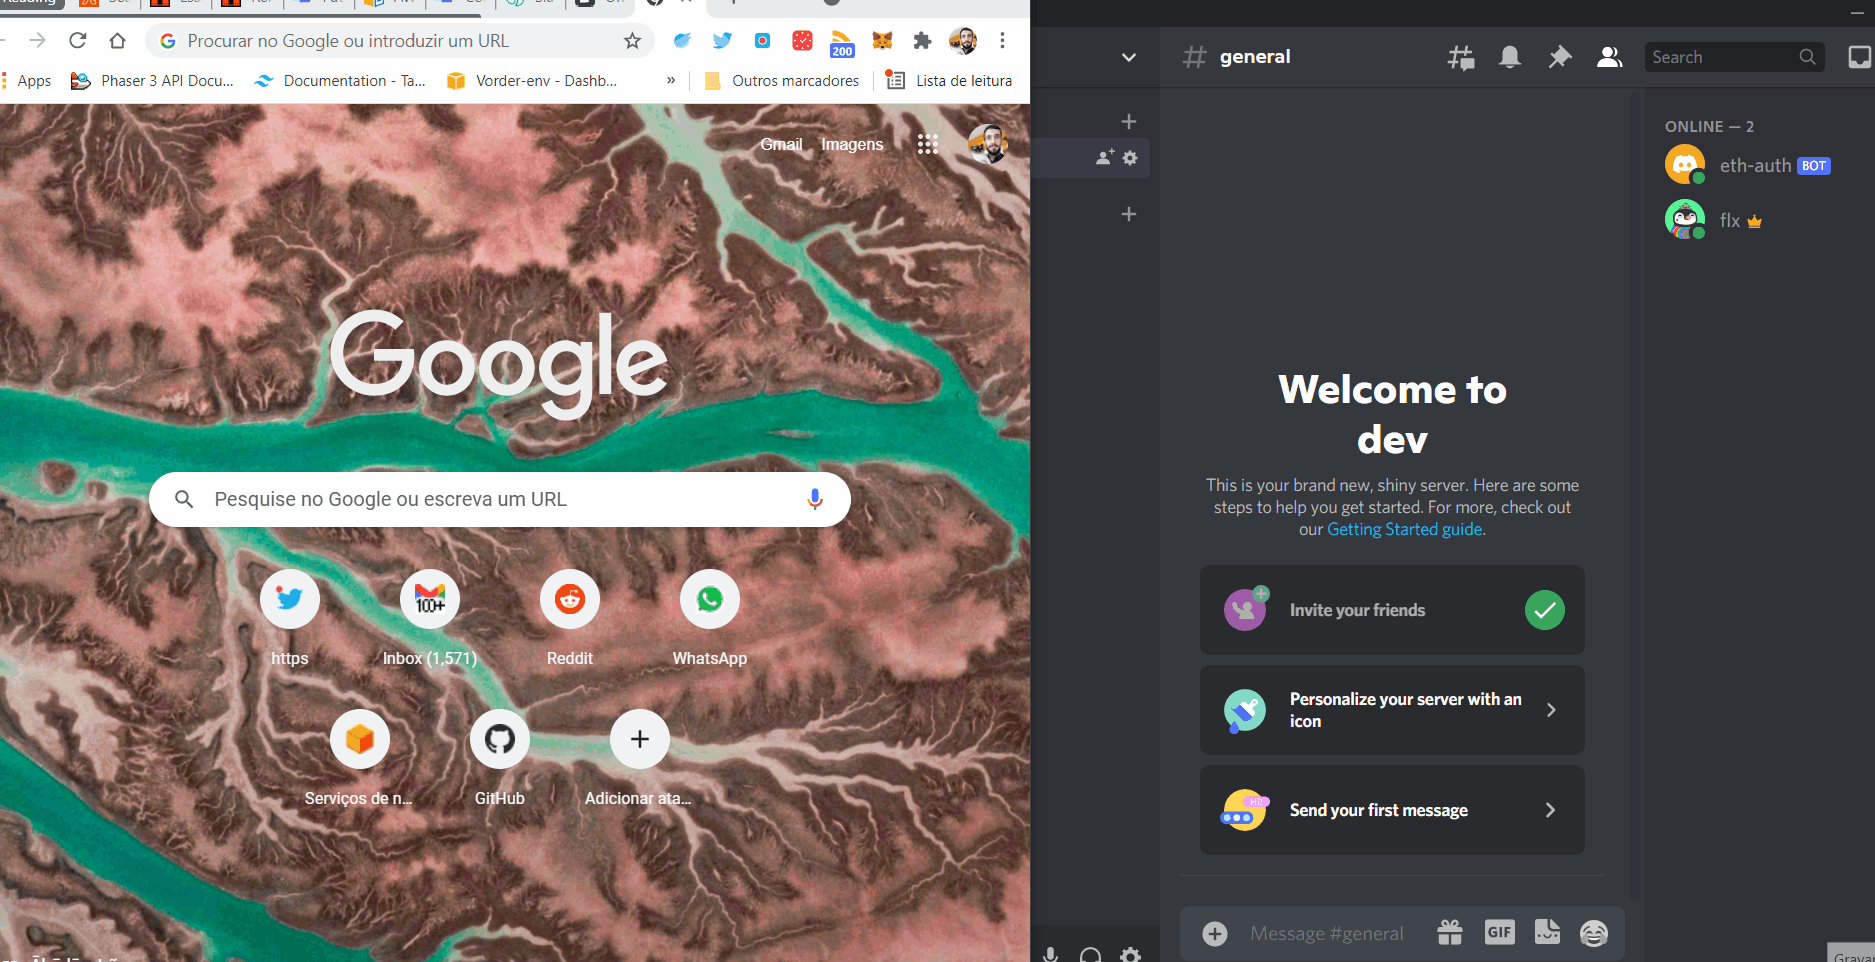 Reading
Procurar no Google ou introduzir um URL
200
Apps
Phaser 3 API Docu...
Documentation - Ta...
Vorder-env - Dashb...
»
Outros marcadores
Lista de leitura
Gmail
Imagens
Google
Pesquise no Google ou escreva um URL
100+
https
Inbox (1,571)
Reddit
WhatsApp
Serviços de n...
GitHub
Adicionar ata...
# general
Search
ONLINE — 2
eth-auth BOT
flx
Welcome to
dev
This is your brand new, shiny server. Here are some
steps to help you get started. For more, check out
our Getting Started guide.
Invite your friends
Personalize your server with an
icon
Send your first message
Message #general
GIF